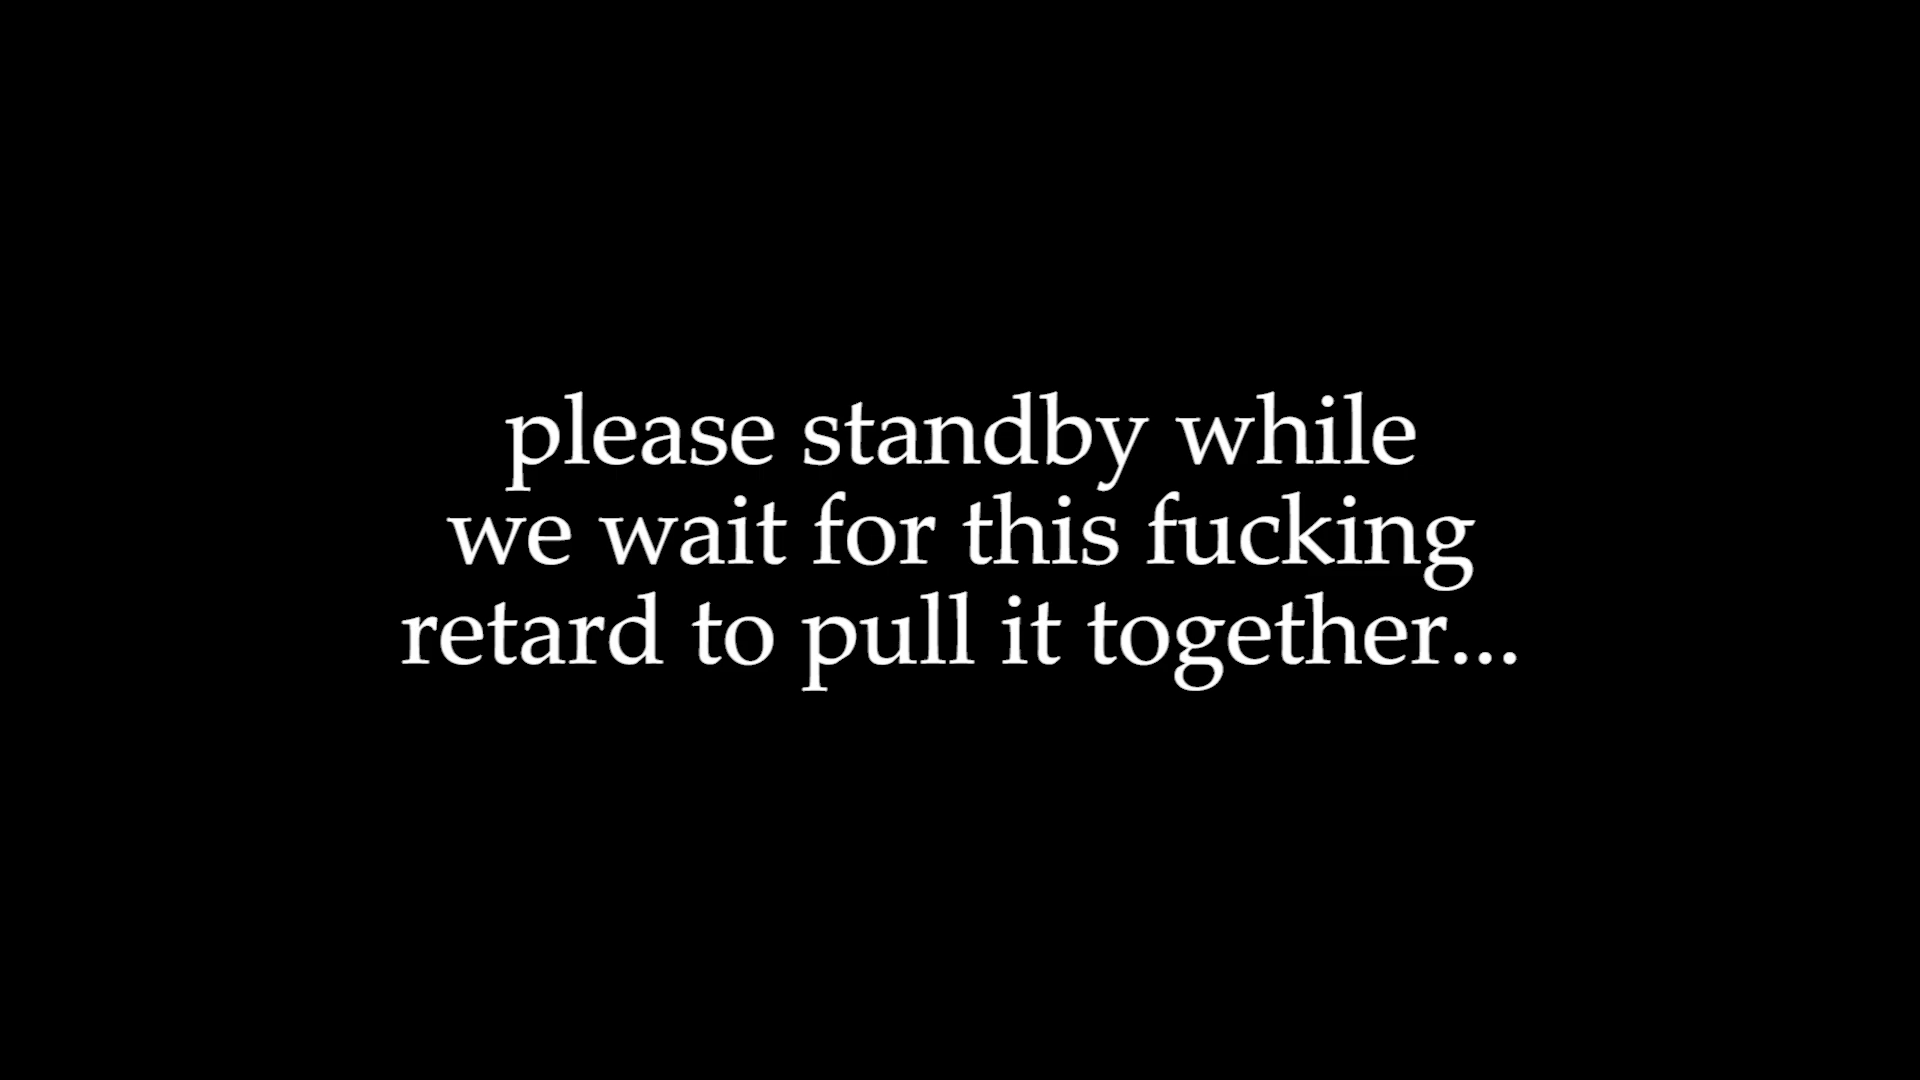 please standby while
we wait for this fucking
retard to pull it together...